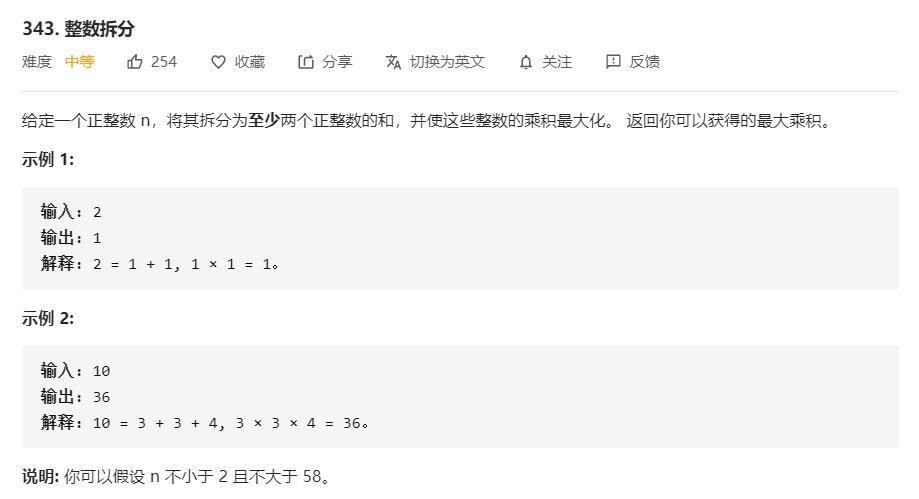 343. 整数拆分
难度 中等 254 收藏 分享 切换为英文 关注 反馈
给定一个正整数 n，将其拆分为至少两个正整数的和，并使这些整数的乘积最大化。 返回你可以获得的最大乘积。
示例 1:
输入: 2
输出: 1
解释: 2 = 1 + 1, 1 × 1 = 1。
示例 2:
输入: 10
输出: 36
解释: 10 = 3 + 3 + 4, 3 × 3 × 4 = 36。
说明: 你可以假设 n 不小于 2 且不大于 58。